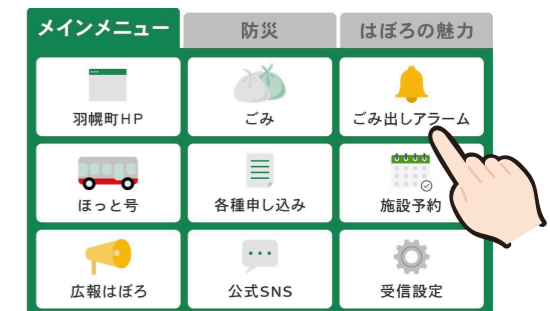 メインメニュー
防災
はぼろの魅力
羽幌町HP
ごみ
ごみ出しアラーム
ほっと号
各種申し込み
施設予約
広報はぼろ
公式SNS
受信設定